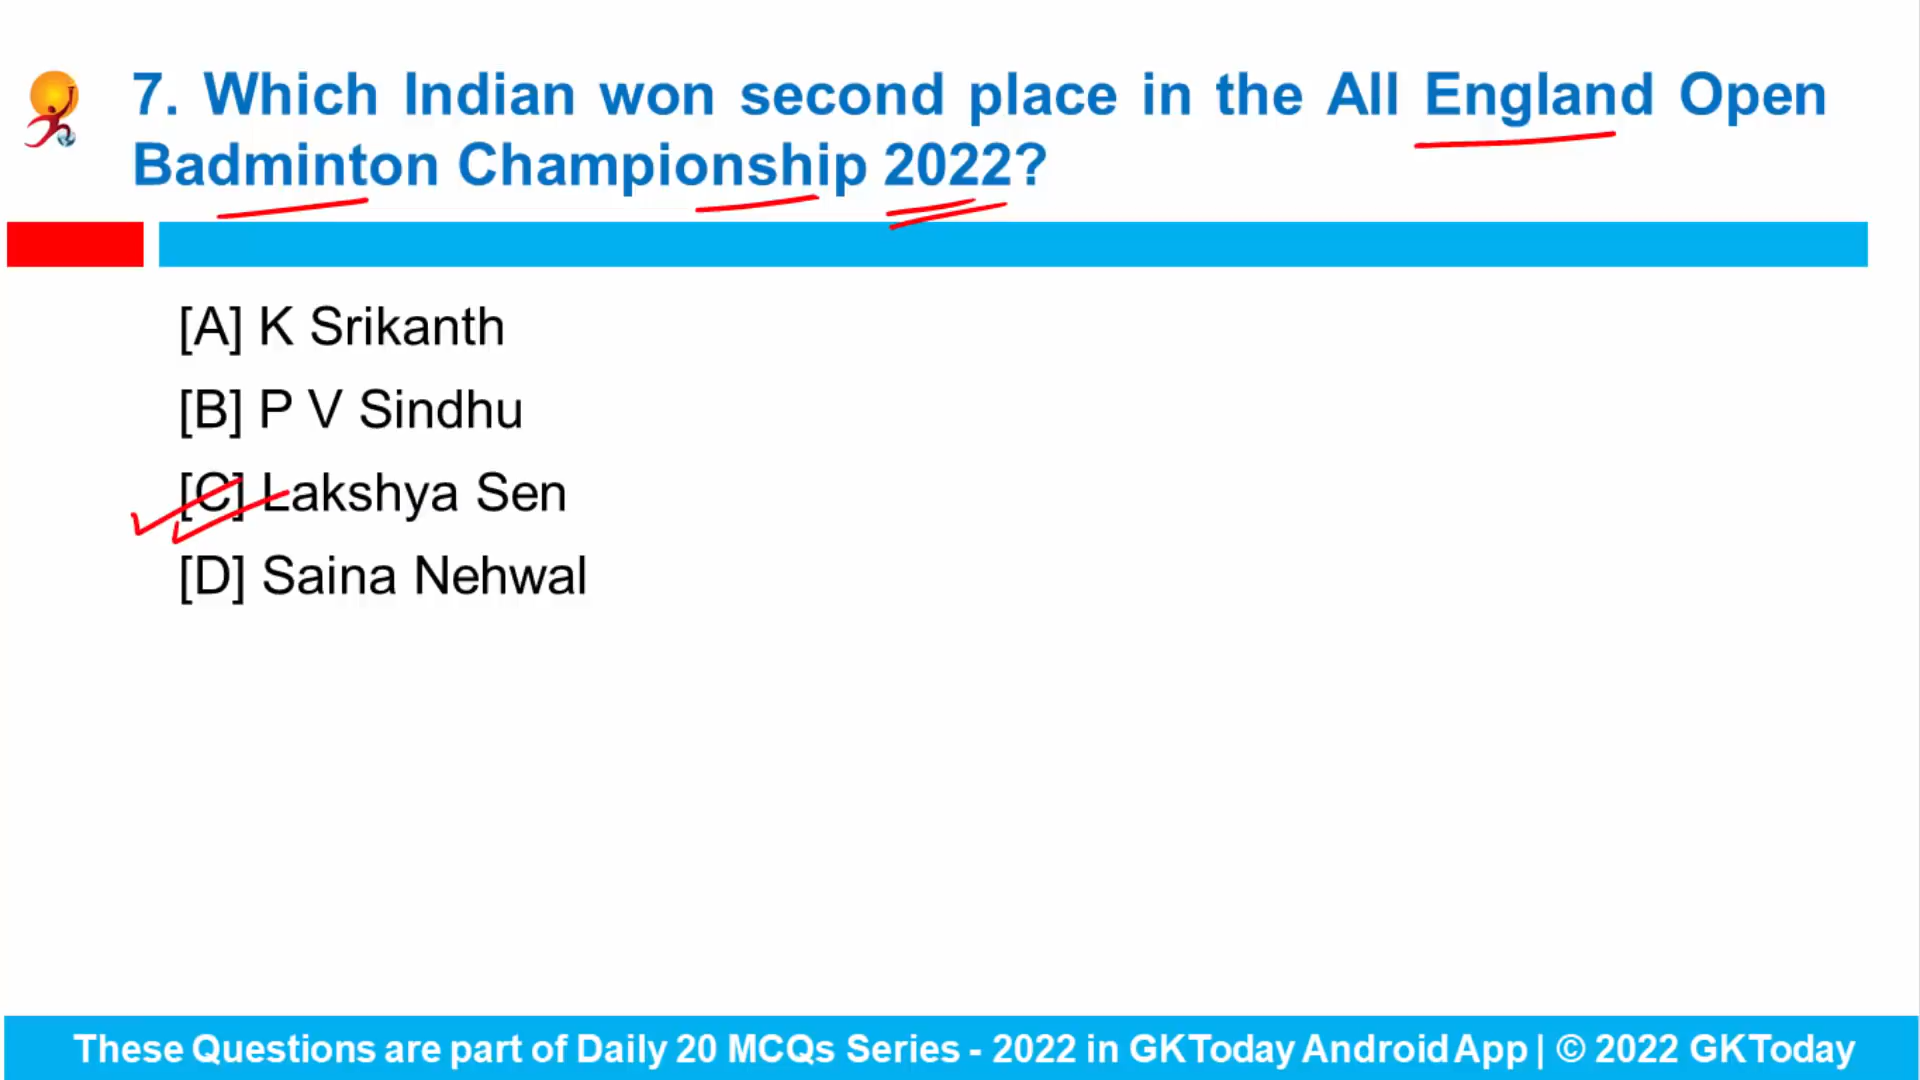 7. Which Indian won second place in the All England Open
Badminton Championship 2022?
[A] K Srikanth
[B] P V Sindhu
[C] Lakshya Sen
[D] Saina Nehwal
These Questions are part of Daily 20 MCQs Series - 2022 in GKToday Android App | © 2022 GKToday